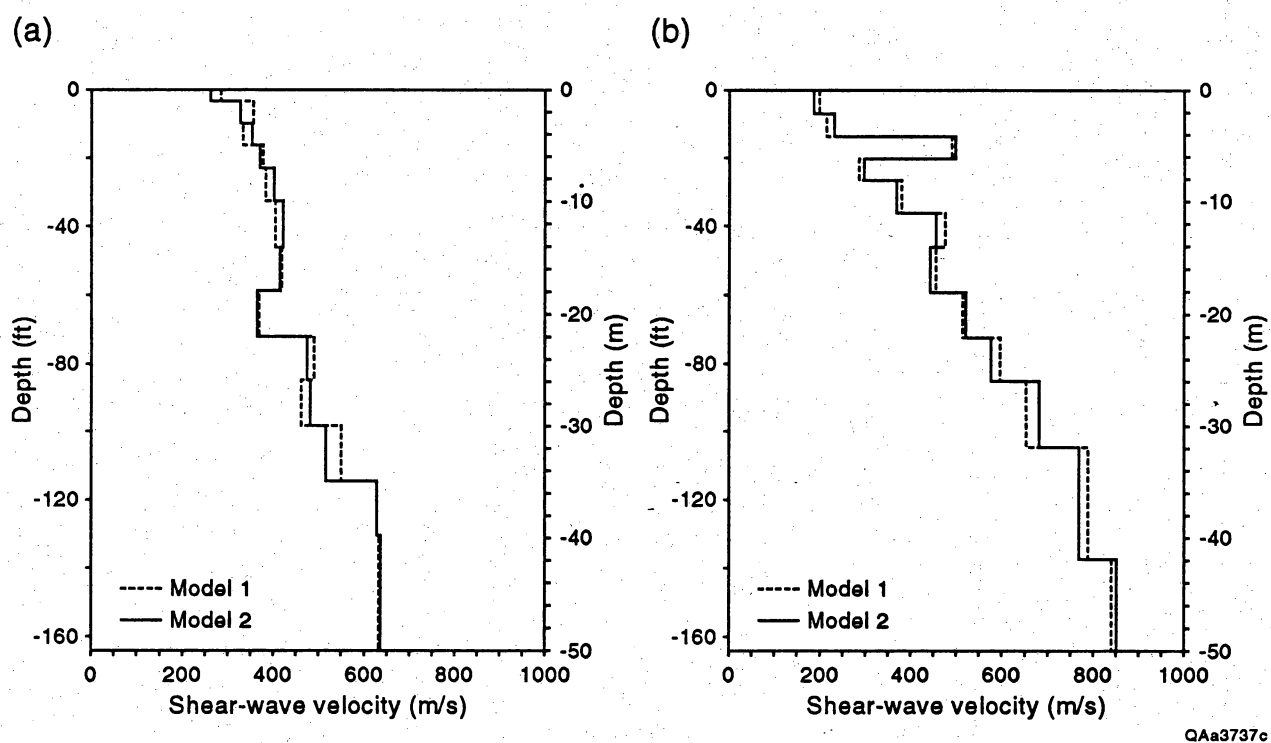 (a)
(b)
0
-40
-80
-120
-160
Depth (ft)
0
-10
-20
-30
-40
-50
Depth (m)
Model 1
Model 2
0 200 400 600 800 1000
Shear-wave velocity (m/s)
0
-40
-80
-120
-160
Depth (ft)
0
-10
-20
-30
-40
-50
Depth (m)
Model 1
Model 2
0 200 400 600 800 1000
Shear-wave velocity (m/s)
QAa3737c